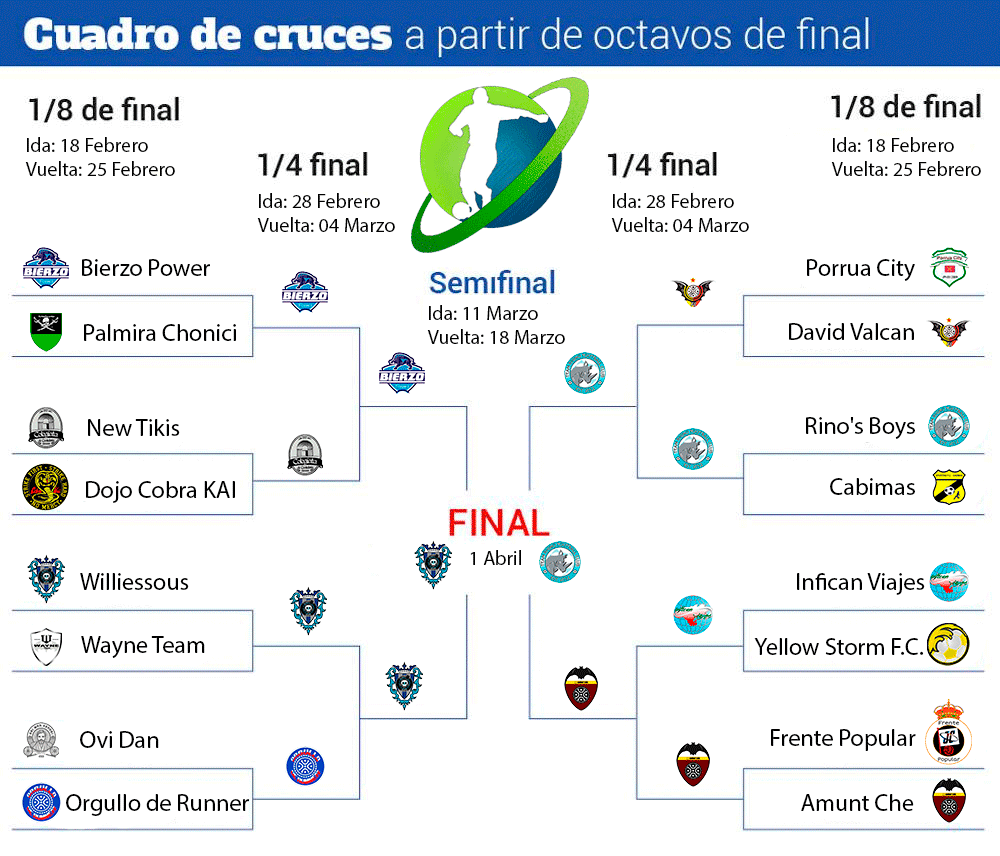 Cuadro de cruces a partir de octavos de final
1/8 de final
Ida: 18 Febrero
Vuelta: 25 Febrero
1/4 final
Ida: 28 Febrero
Vuelta: 04 Marzo
1/4 final
Ida: 28 Febrero
Vuelta: 04 Marzo
1/8 de final
Ida: 18 Febrero
Vuelta: 25 Febrero
Semifinal
Ida: 11 Marzo
Vuelta: 18 Marzo
BIERZO
Bierzo Power
Palmira Chonici
New Tikis
Dojo Cobra KAI
Williessous
WAYNE
Wayne Team
Ovi Dan
Orgullo de Runner
BIERZO
BIERZO
FINAL
1 Abril
Porrua City
Porrua City
David Valcan
Rino's Boys
Cabimas
Infican Viajes
Yellow Storm F.C.
Frente Popular
Frente
Popular
Amunt Che